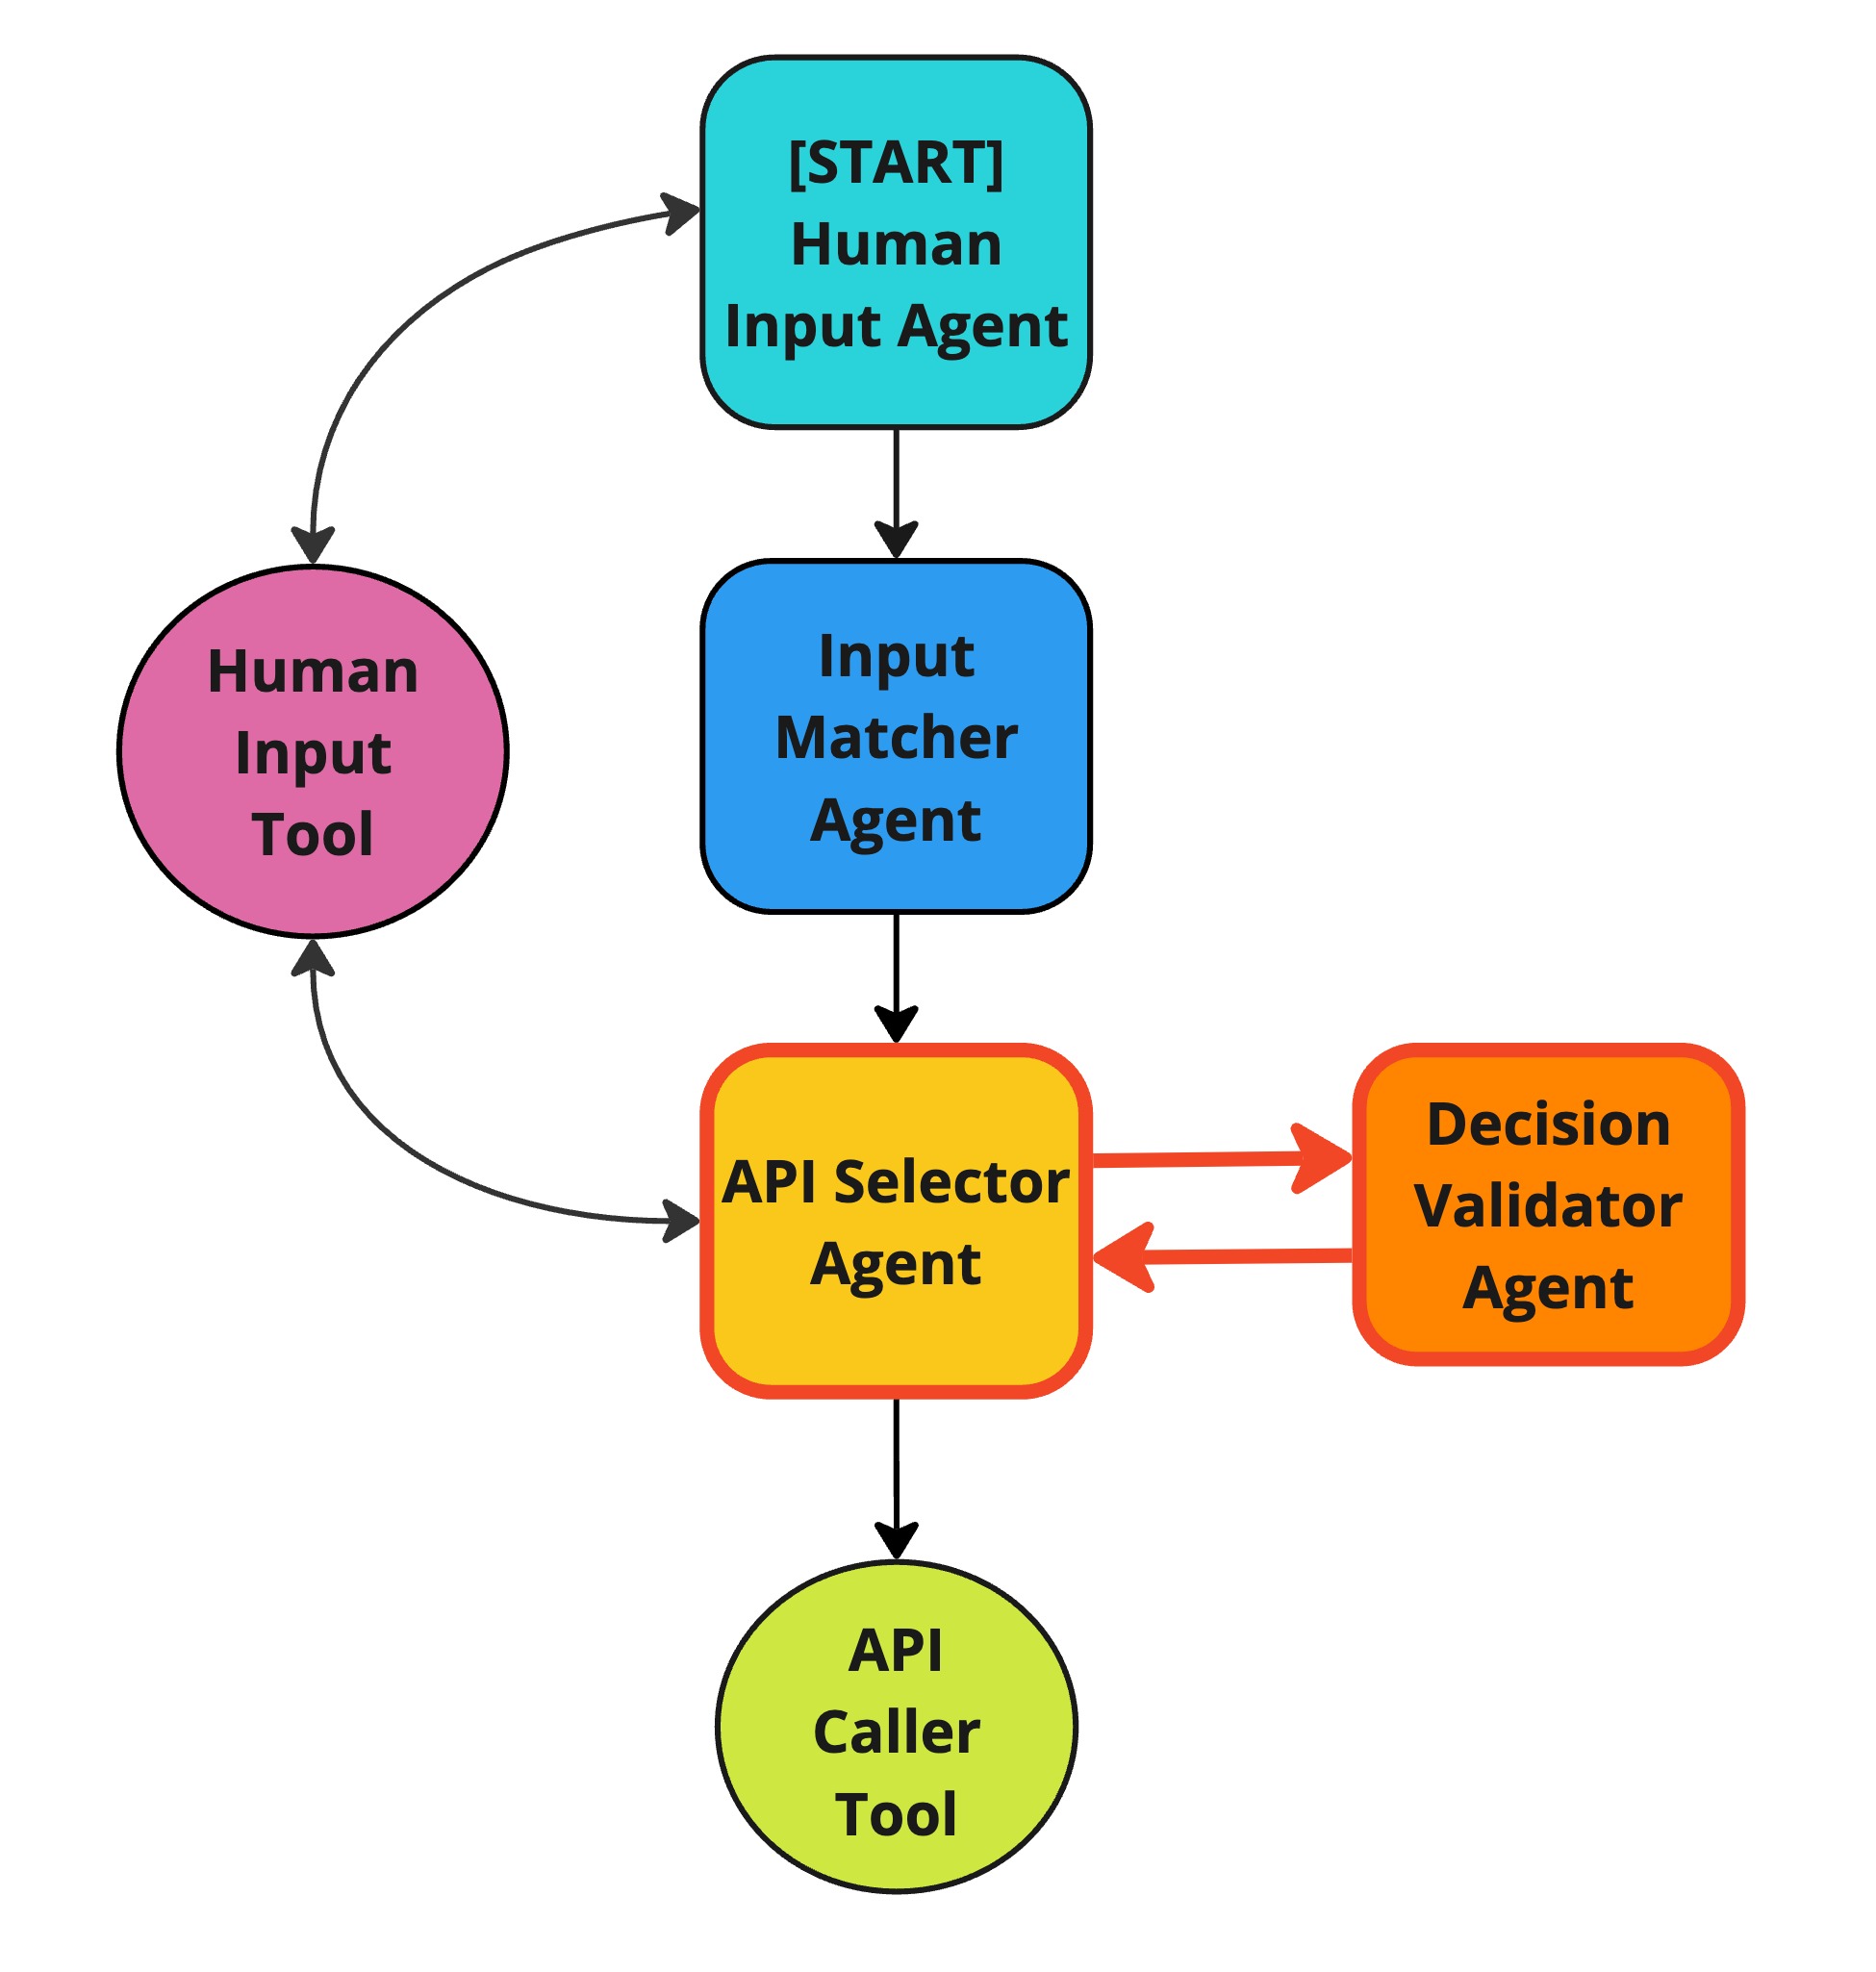 [START]
Human
Input Agent
Human
Input
Tool
Input
Matcher
Agent
API Selector
Agent
Decision
Validator
Agent
API
Caller
Tool